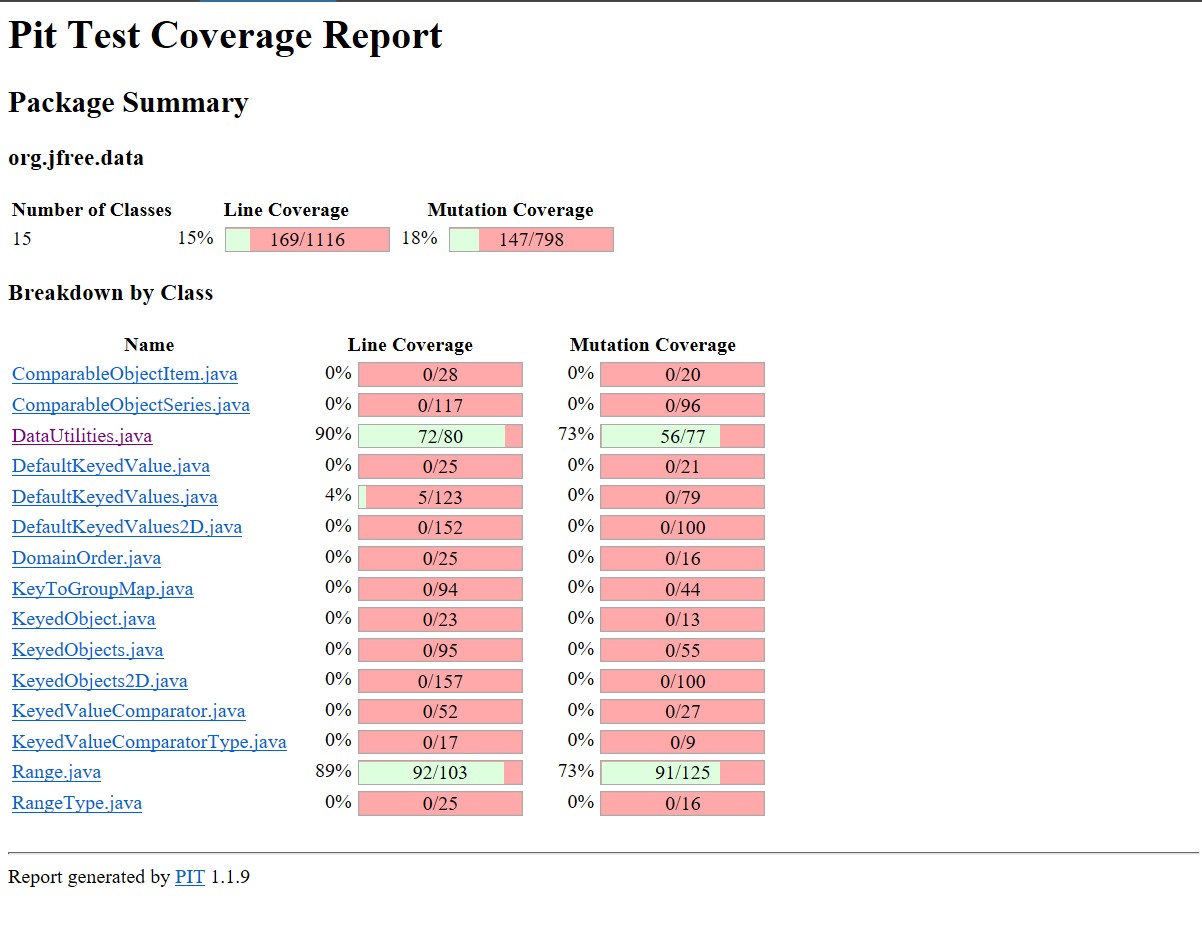 Pit Test Coverage Report
Package Summary
org.jfree.data
Number of Classes Line Coverage Mutation Coverage
15 15% 169/1116 18% 147/798
Breakdown by Class
Name Line Coverage Mutation Coverage
ComparableObjectItem.java 0% 0/28 0% 0/20
ComparableObjectSeries.java 0% 0/117 0% 0/96
DataUtilities.java 90% 72/80 73% 56/77
DefaultKeyedValue.java 0% 0/25 0% 0/21
DefaultKeyedValues.java 4% 5/123 0% 0/79
DefaultKeyedValues2D.java 0% 0/152 0% 0/100
DomainOrder.java 0% 0/25 0% 0/16
KeyToGroupMap.java 0% 0/94 0% 0/44
KeyedObject.java 0% 0/23 0% 0/13
KeyedObjects.java 0% 0/95 0% 0/55
KeyedObjects2D.java 0% 0/157 0% 0/100
KeyedValueComparator.java 0% 0/52 0% 0/27
KeyedValueComparatorType.java 0% 0/17 0% 0/9
Range.java 89% 92/103 73% 91/125
RangeType.java 0% 0/25 0% 0/16
Report generated by PIT 1.1.9